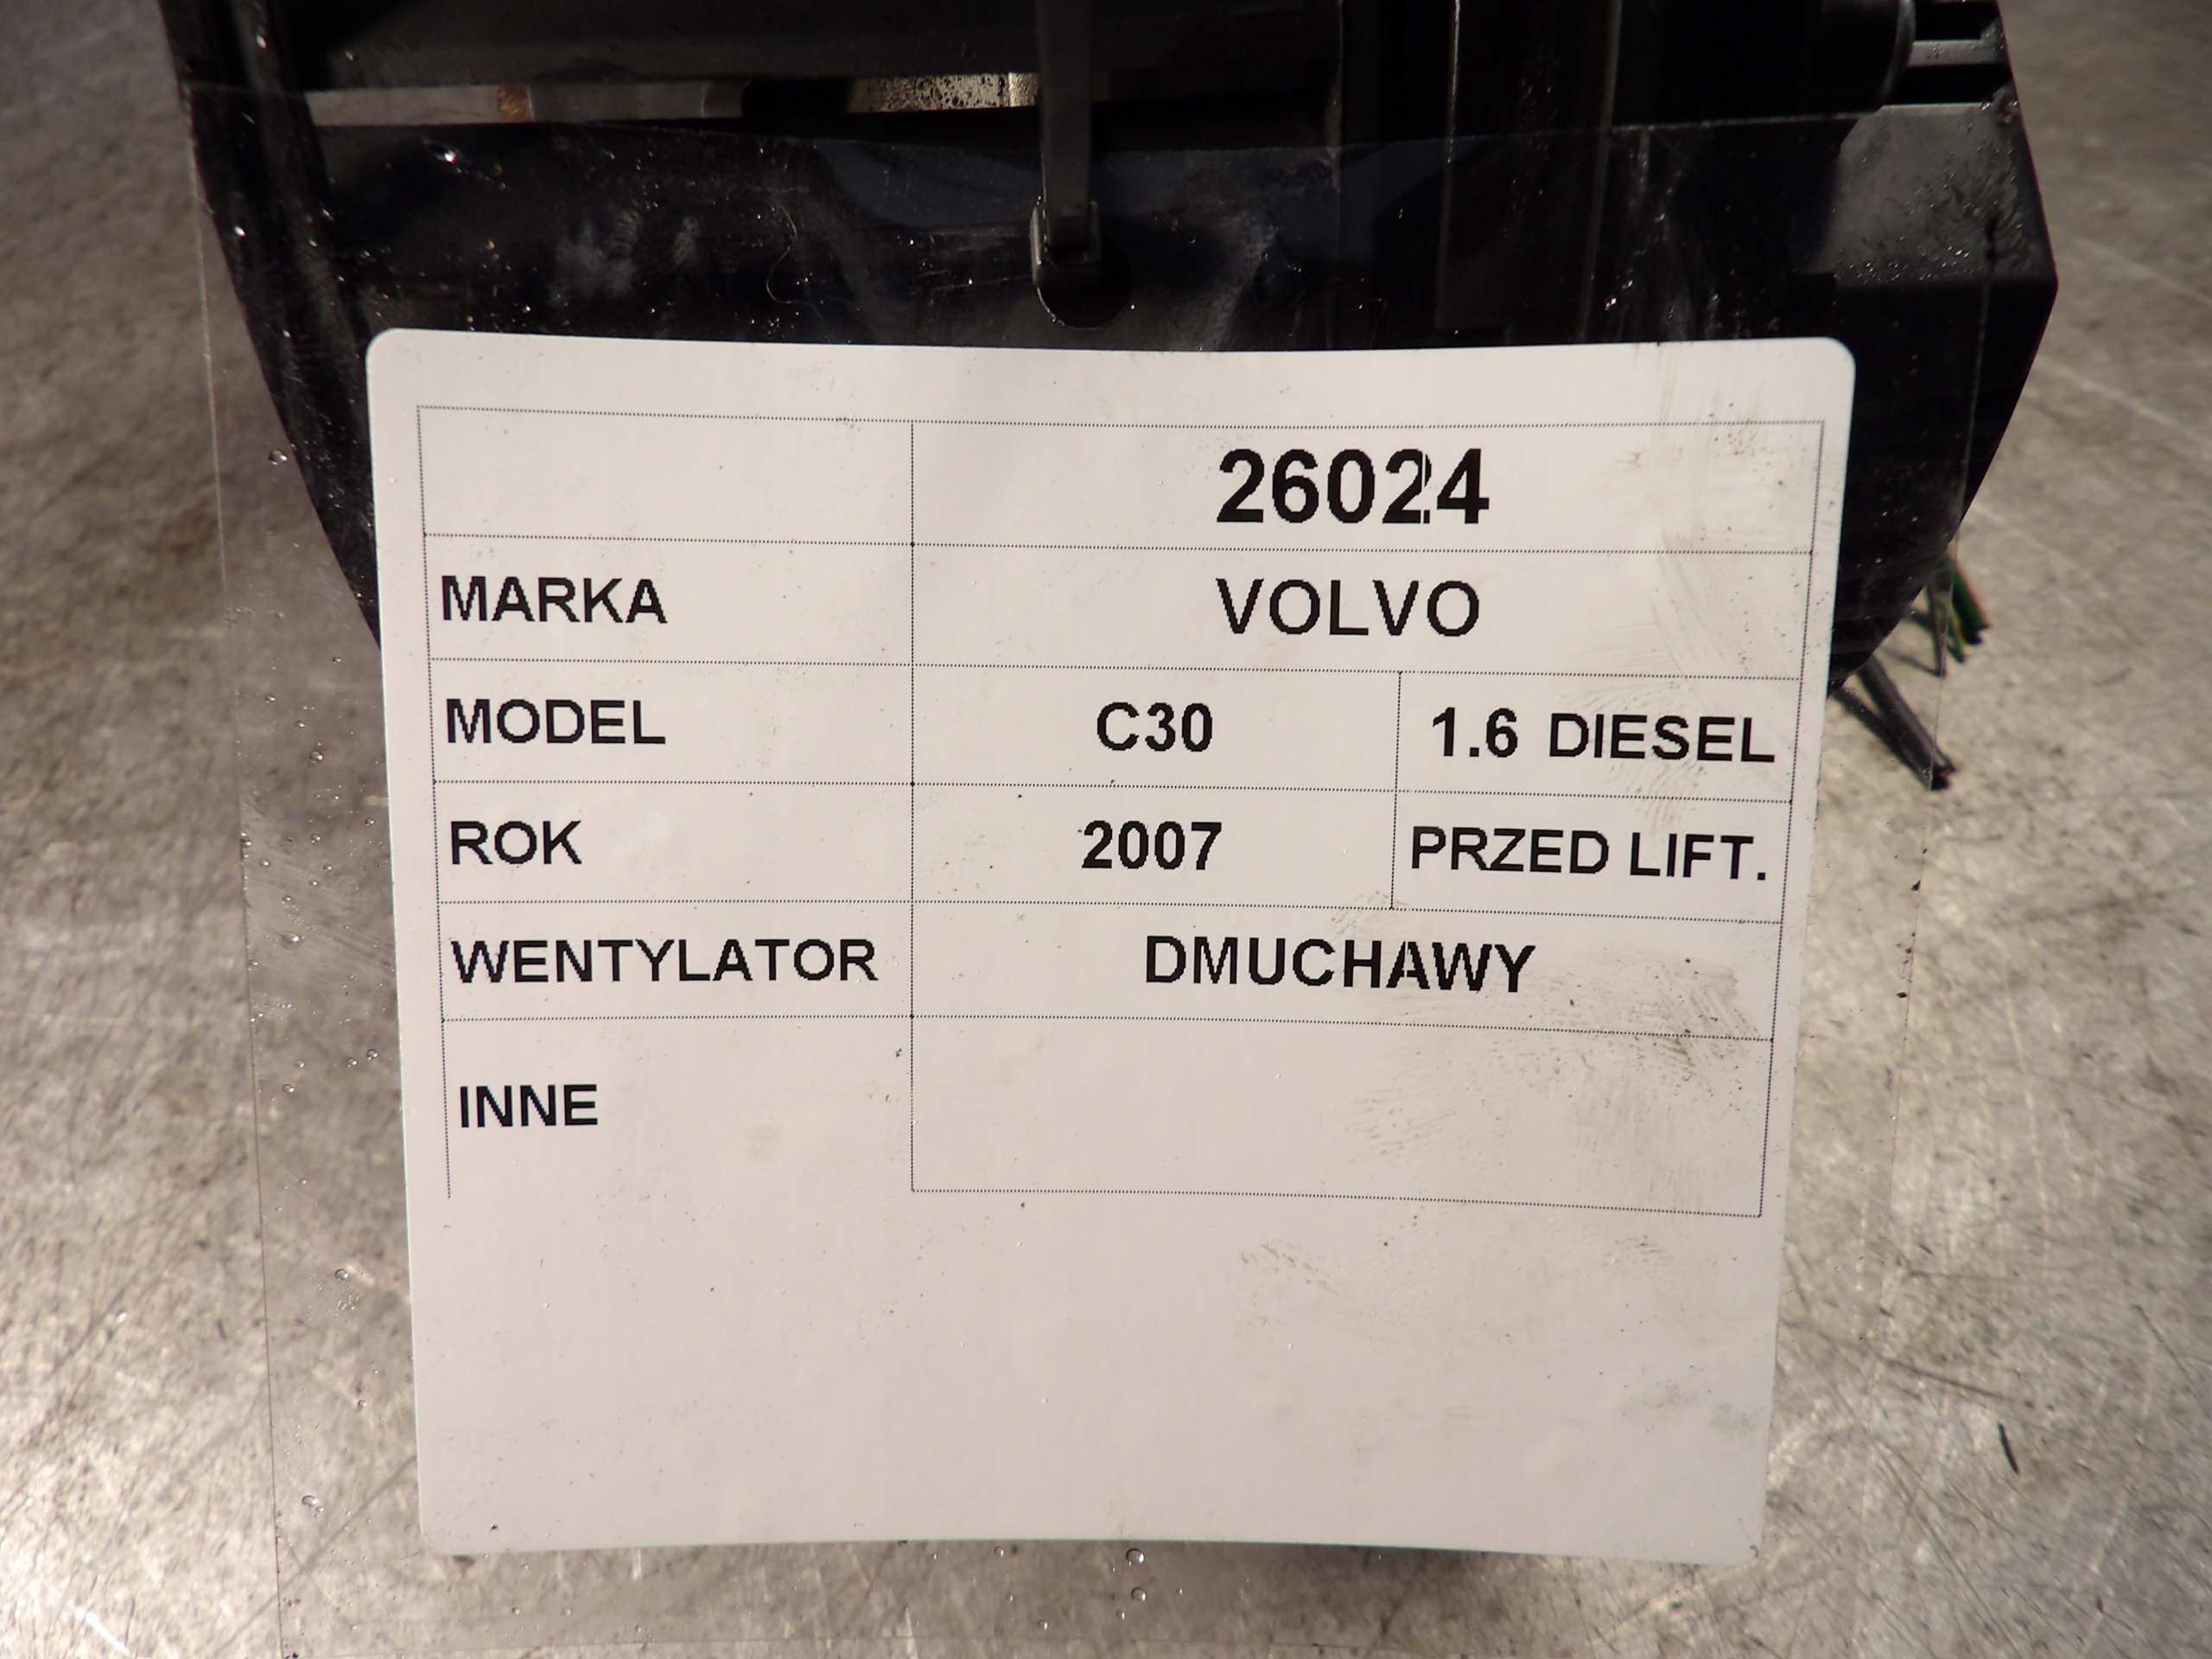 26024
MARKA VOLVO
MODEL C30 1.6 DIESEL
ROK 2007 PRZED LIFT.
WENTYLATOR DMUCHAWY
INNE